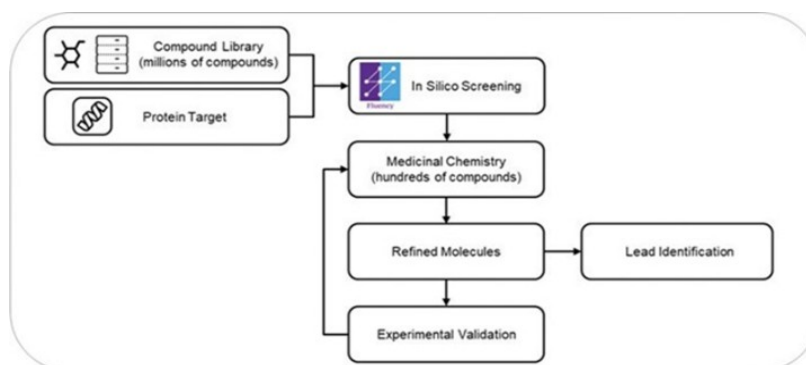 Compound Library
(millions of compounds)
Protein Target
In Silico Screening
Fluency
Medicinal Chemistry
(hundreds of compounds)
Refined Molecules
Lead Identification
Experimental Validation